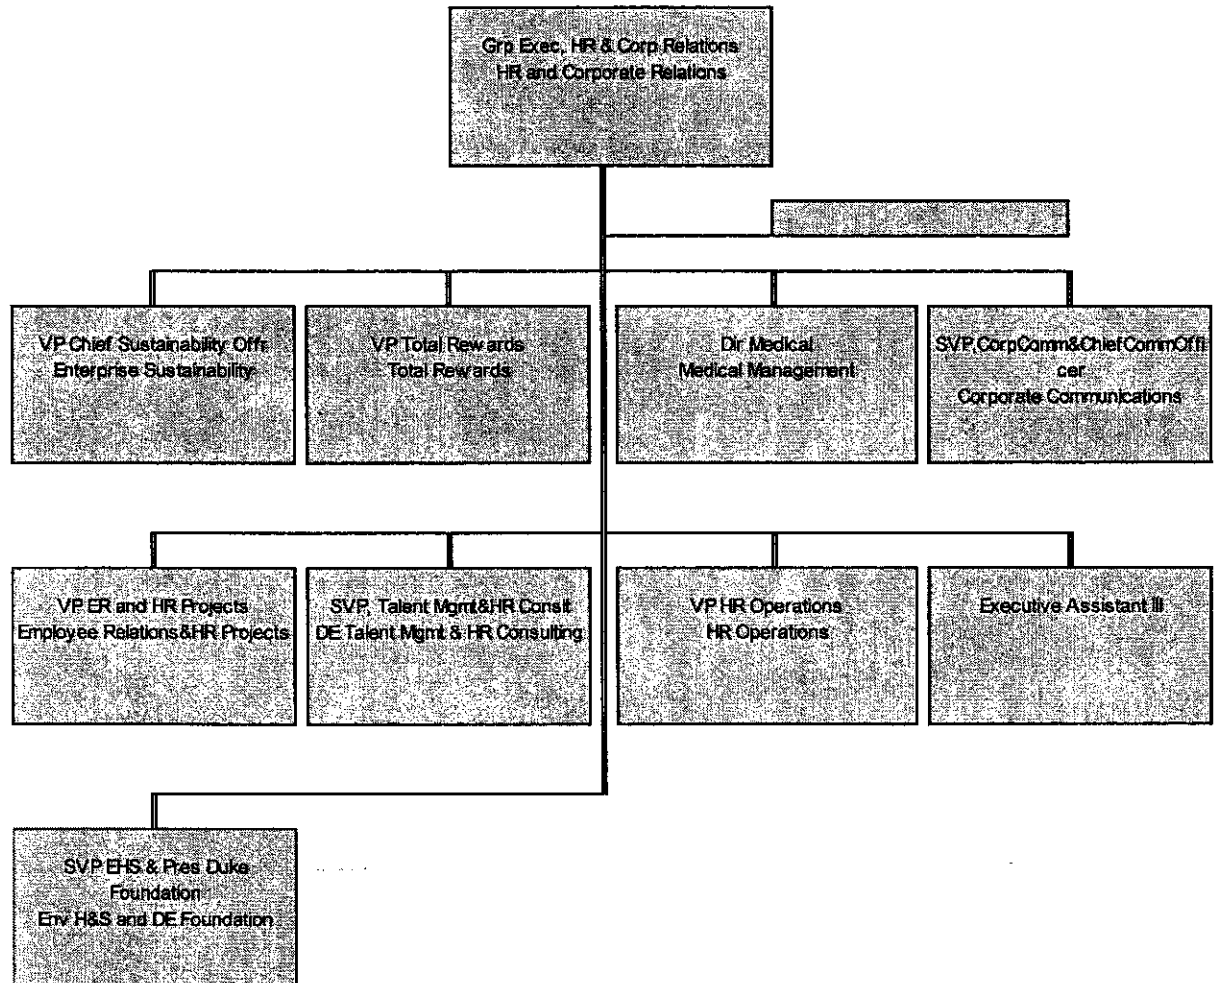 Grp Exec, HR & Corp Relations
HR and Corporate Relations
VP Chief Sustainability Offr
Enterprise Sustainability
VP Total Rewards
Total Rewards
Dir Medical
Medical Management
SVP,CorpComm&ChiefCommOffi
cer
Corporate Communications
VP ER and HR Projects
Employee Relations&HR Projects
SVP, Talent Mgmt&HR Conslt
DE Talent Mgmt & HR Consulting
VP HR Operations
HR Operations
Executive Assistant III
SVP EHS & Pres Duke
Foundation
Env H&S and DE Foundation